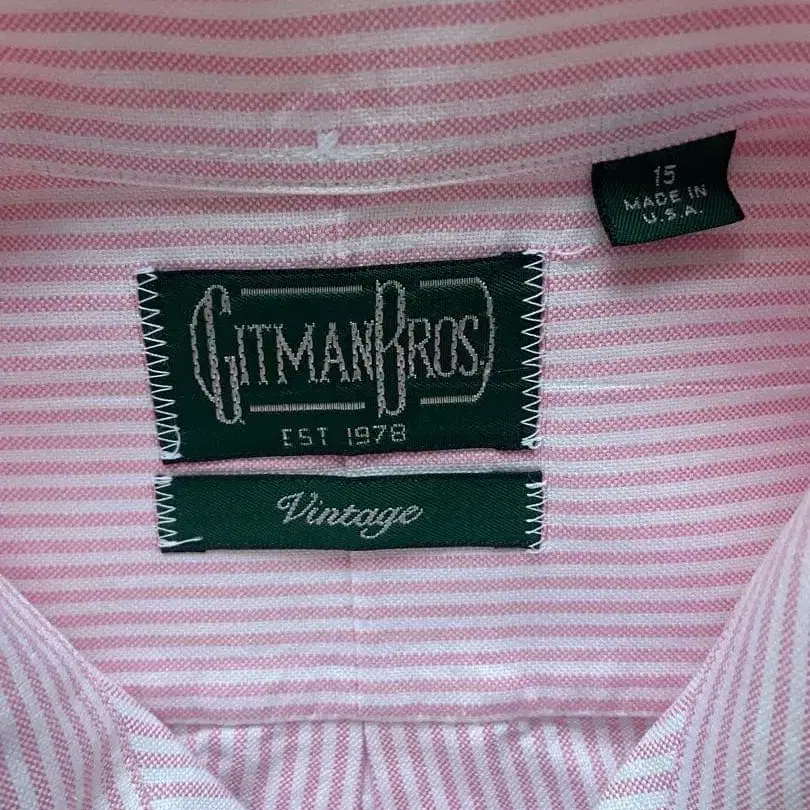 15
MADE IN
U.S.A.
GITMAN BROS.
EST 1978
Vintage